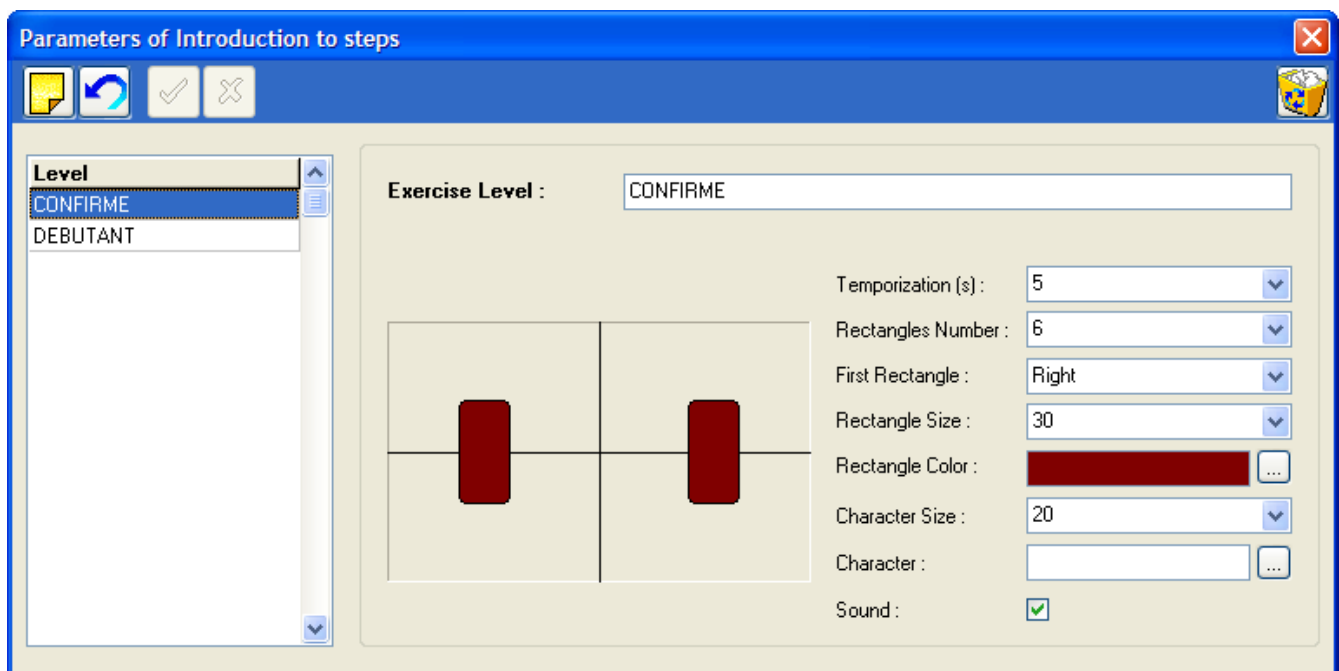 Parameters of Introduction to steps
Level
CONFIRME
DEBUTANT
Exercise Level : CONFIRME
Temporization (s) : 5
Rectangles Number : 6
First Rectangle : Right
Rectangle Size : 30
Rectangle Color : ...
Character Size : 20
Character : ...
Sound :